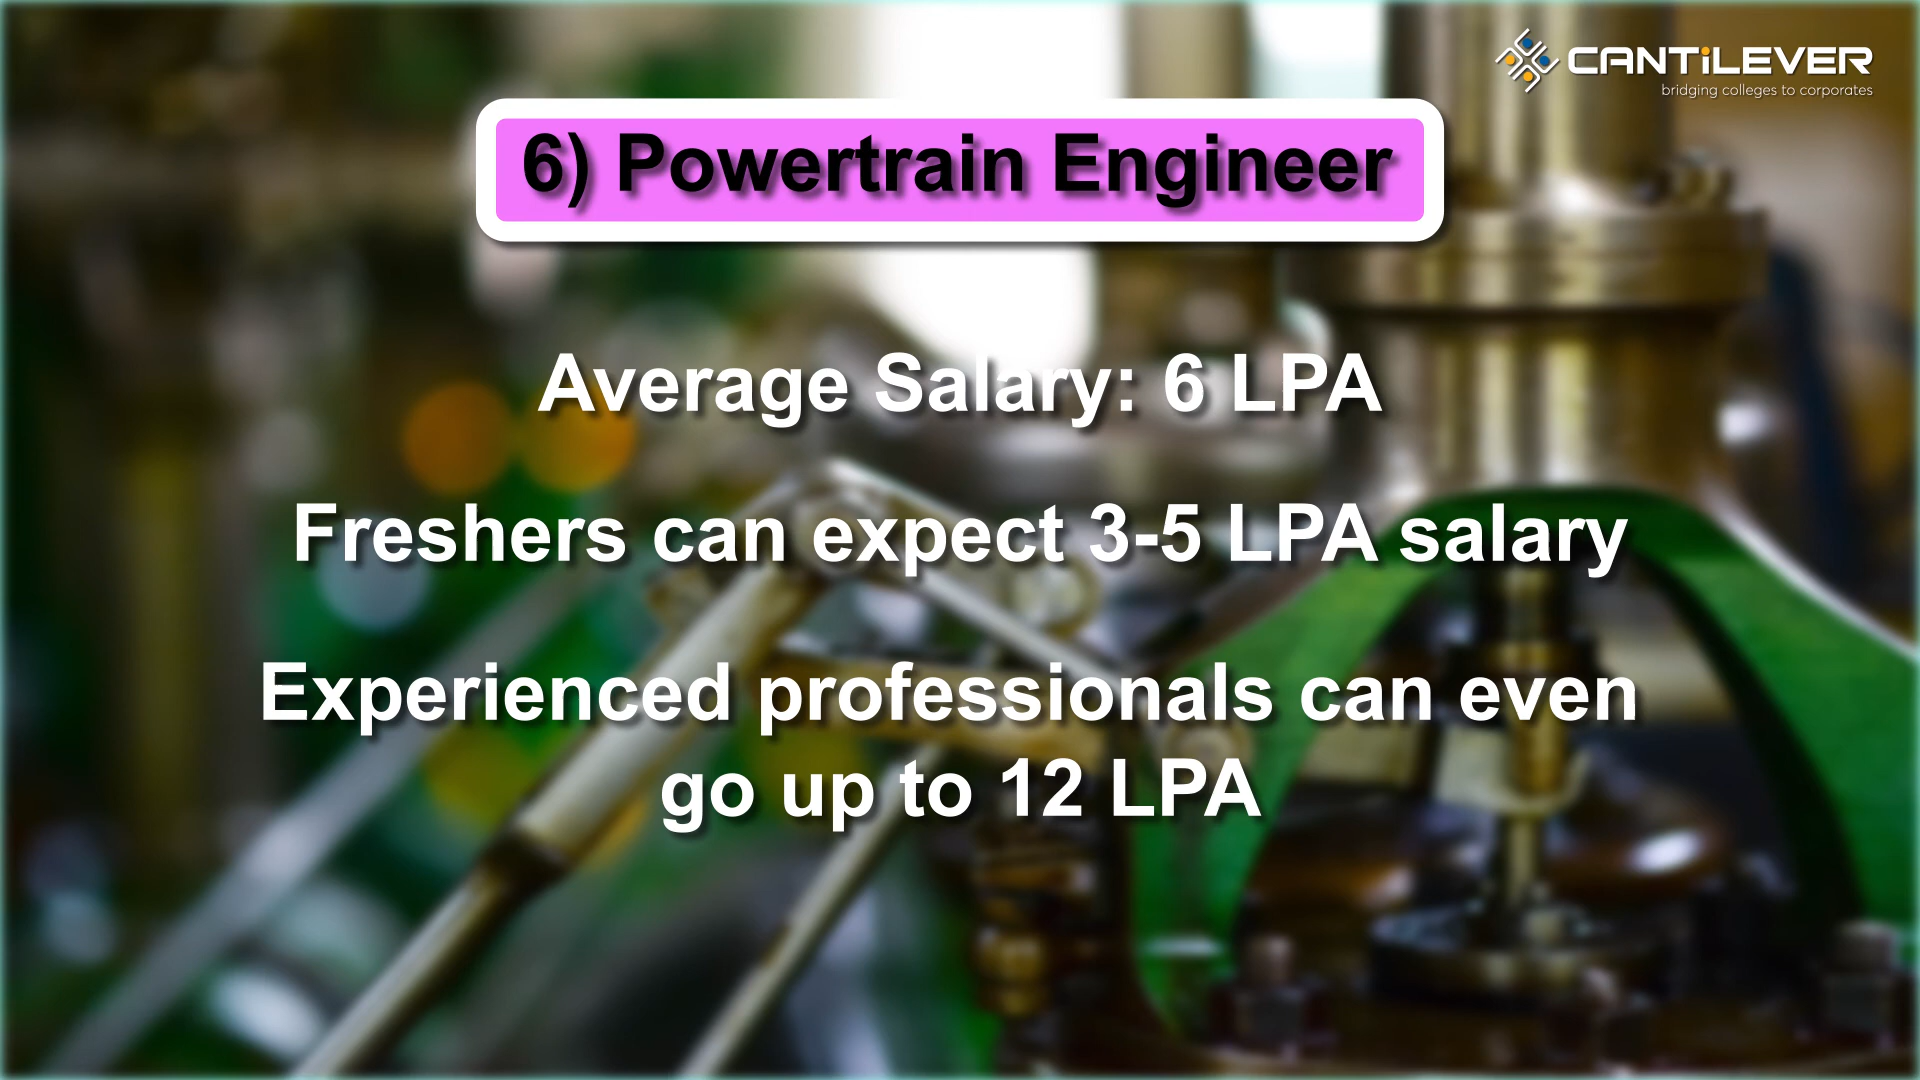 CANTiLEVER
bridging colleges to corporates
6) Powertrain Engineer
Average Salary: 6 LPA
Freshers can expect 3-5 LPA salary
Experienced professionals can even
go up to 12 LPA